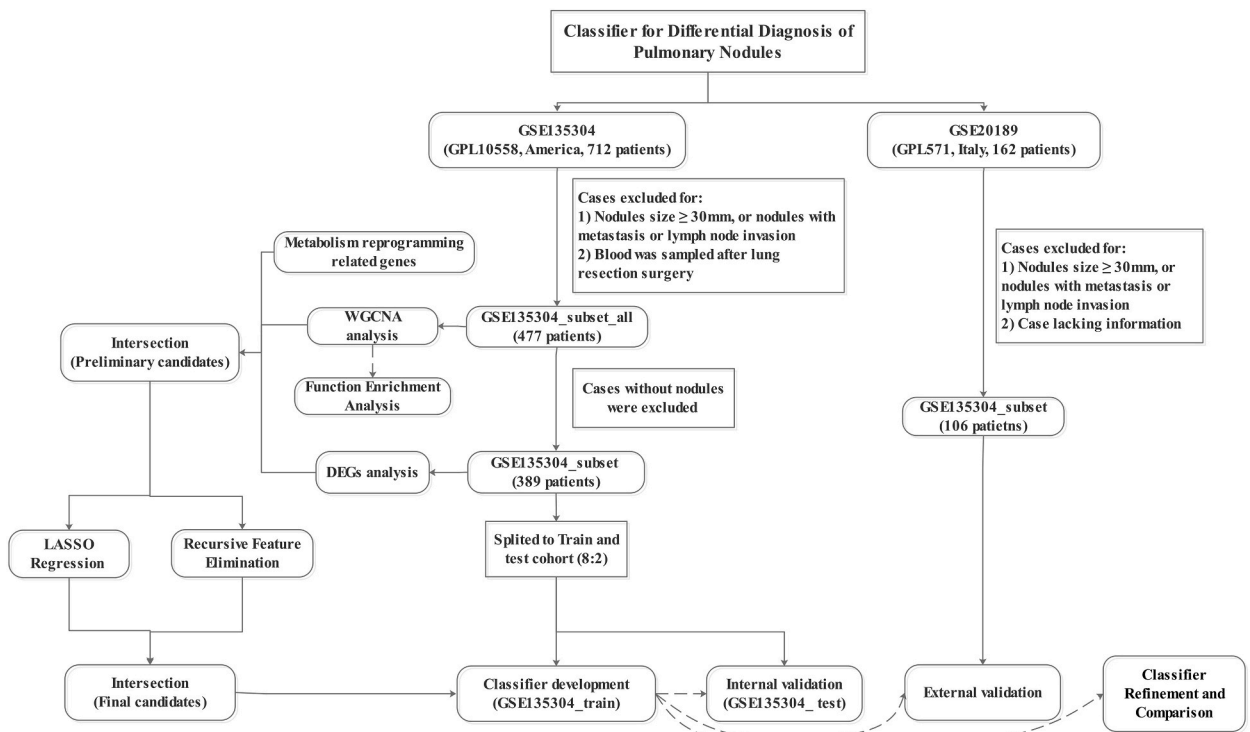 Classifier for Differential Diagnosis of
Pulmonary Nodules
GSE135304
(GPL10558, America, 712 patients)
GSE20189
(GPL571, Italy, 162 patients)
Cases excluded for:
1) Nodules size ≥ 30mm, or nodules with
metastasis or lymph node invasion
2) Blood was sampled after lung
resection surgery
Cases excluded for:
1) Nodules size ≥ 30mm, or
nodules with metastasis or
lymph node invasion
2) Case lacking information
Metabolism reprogramming
related genes
WGCNA
analysis
GSE135304_subset_all
(477 patients)
Intersection
(Preliminary candidates)
Function Enrichment
Analysis
Cases without nodules
were excluded
GSE135304_subset
(106 patietns)
DEGs analysis
GSE135304_subset
(389 patients)
LASSO
Regression
Recursive Feature
Elimination
Splited to Train and
test cohort (8:2)
Intersection
(Final candidates)
Classifier development
(GSE135304_train)
Internal validation
(GSE135304_ test)
External validation
Classifier
Refinement and
Comparison